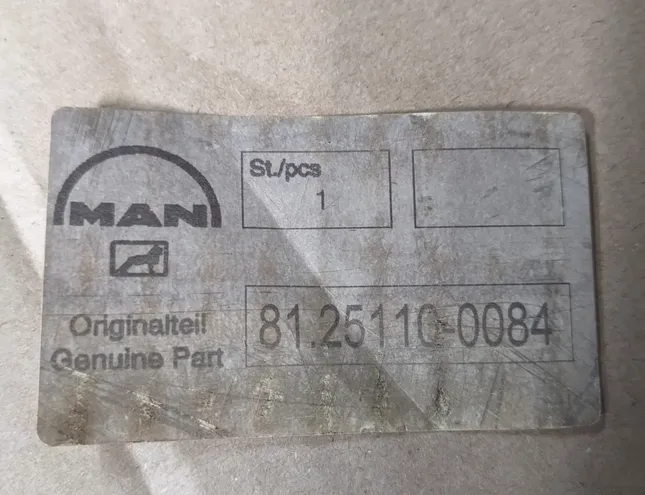 MAN
St./pcs
1
Originalteil
Genuine Part
81.25110-0084